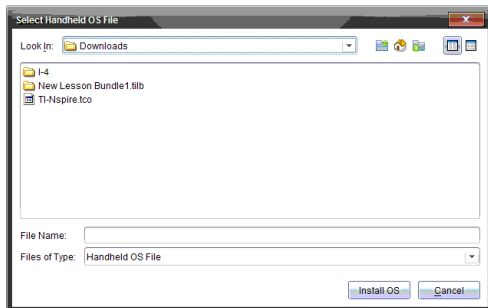 Select Handheld OS File
Look In: Downloads
I-4
New Lesson Bundle1.tilb
TI-Nspire.tco
File Name:
Files of Type: Handheld OS File
Install OS Cancel